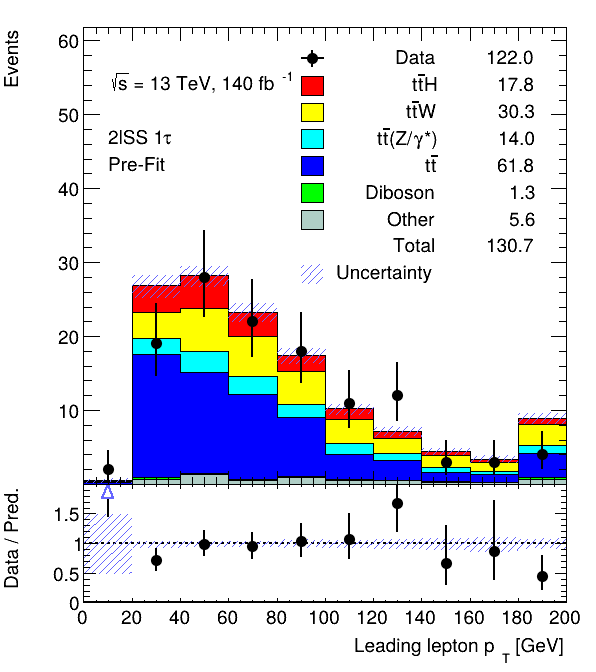 Events
60
50
40
30
20
10
0
√s = 13 TeV, 140 fb⁻¹
2lSS 1τ
Pre-Fit
Data 122.0
tt̄H 17.8
tt̄W 30.3
tt̄(Z/γ*) 14.0
tt̄ 61.8
Diboson 1.3
Other 5.6
Total 130.7
Uncertainty
Data / Pred.
1.5
1
0.5
0
0 20 40 60 80 100 120 140 160 180 200
Leading lepton p_T [GeV]